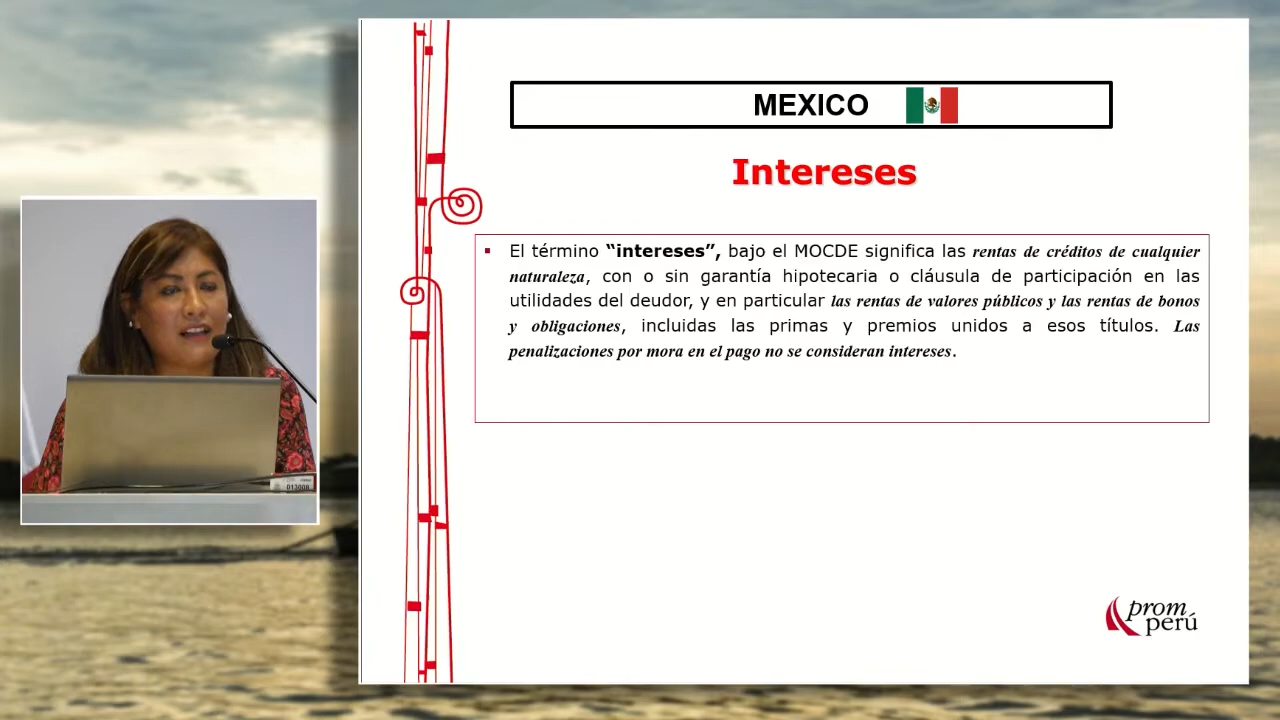 MEXICO
Intereses
▪ El término “intereses”, bajo el MOCDE significa las rentas de créditos de cualquier
naturaleza, con o sin garantía hipotecaria o cláusula de participación en las
utilidades del deudor, y en particular las rentas de valores públicos y las rentas de bonos
y obligaciones, incluidas las primas y premios unidos a esos títulos. Las
penalizaciones por mora en el pago no se consideran intereses.
013008
prom
perú